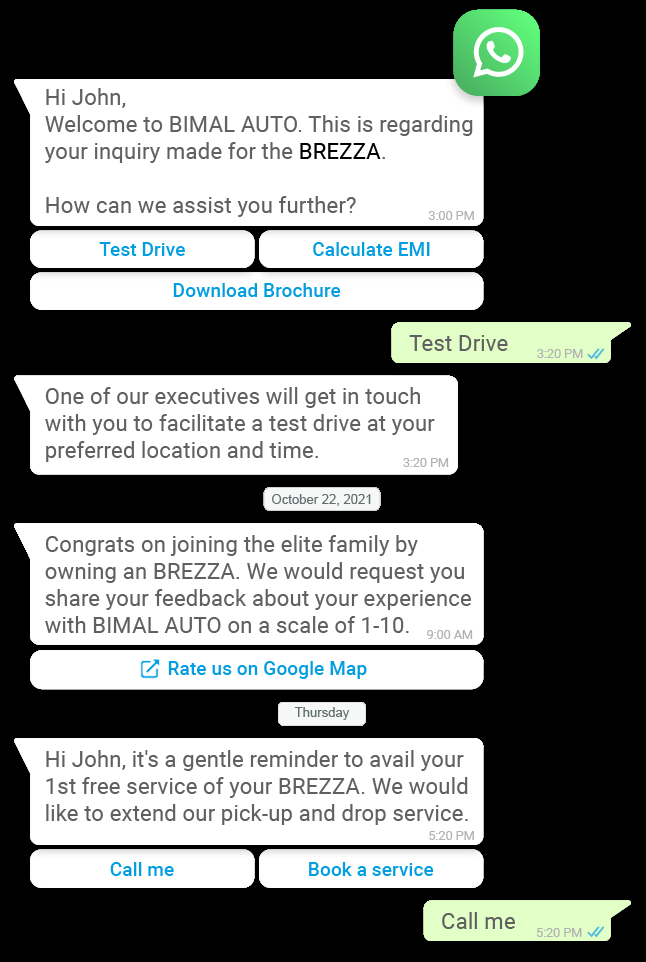 Hi John,
Welcome to BIMAL AUTO. This is regarding
your inquiry made for the BREZZA.
How can we assist you further?
3:00 PM
Test Drive
Calculate EMI
Download Brochure
Test Drive
3:20 PM
One of our executives will get in touch
with you to facilitate a test drive at your
preferred location and time.
3:20 PM
October 22, 2021
Congrats on joining the elite family by
owning an BREZZA. We would request you
share your feedback about your experience
with BIMAL AUTO on a scale of 1-10.
9:00 AM
Rate us on Google Map
Thursday
Hi John, it's a gentle reminder to avail your
1st free service of your BREZZA. We would
like to extend our pick-up and drop service.
5:20 PM
Call me
Book a service
Call me
5:20 PM